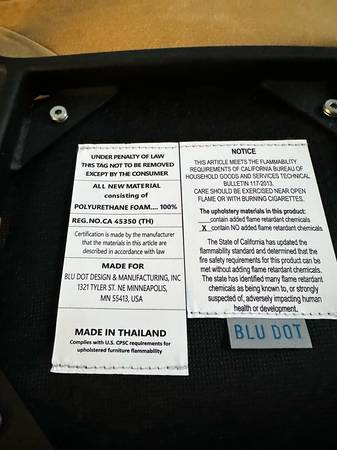 UNDER PENALTY OF LAW
THIS TAG NOT TO BE REMOVED
EXCEPT BY THE CONSUMER
ALL NEW MATERIAL
consisting of
POLYURETHANE FOAM.... 100%
REG.NO.CA 45350 (TH)
Certification is made by the manufacturer
that the materials in this article are
described in accordance with law
MADE FOR
BLU DOT DESIGN & MANUFACTURING, INC
1321 TYLER ST. NE MINNEAPOLIS,
MN 55413, USA
MADE IN THAILAND
Complies with U.S. CPSC requirements for
upholstered furniture flammability
NOTICE
THIS ARTICLE MEETS THE FLAMMABILITY
REQUIREMENTS OF CALIFORNIA BUREAU OF
HOUSEHOLD GOODS AND SERVICES TECHNICAL
BULLETIN 117-2013.
CARE SHOULD BE EXERCISED NEAR OPEN
FLAME OR WITH BURNING CIGARETTES.
The upholstery materials in this product:
__contain added flame retardant chemicals
X contain NO added flame retardant chemicals
The State of California has updated the
flammability standard and determined that the
fire safety requirements for this product can be
met without adding flame retardant chemicals.
The state has identified many flame retardant
chemicals as being known to, or strongly
suspected of, adversely impacting human
health or development.
BLU DOT